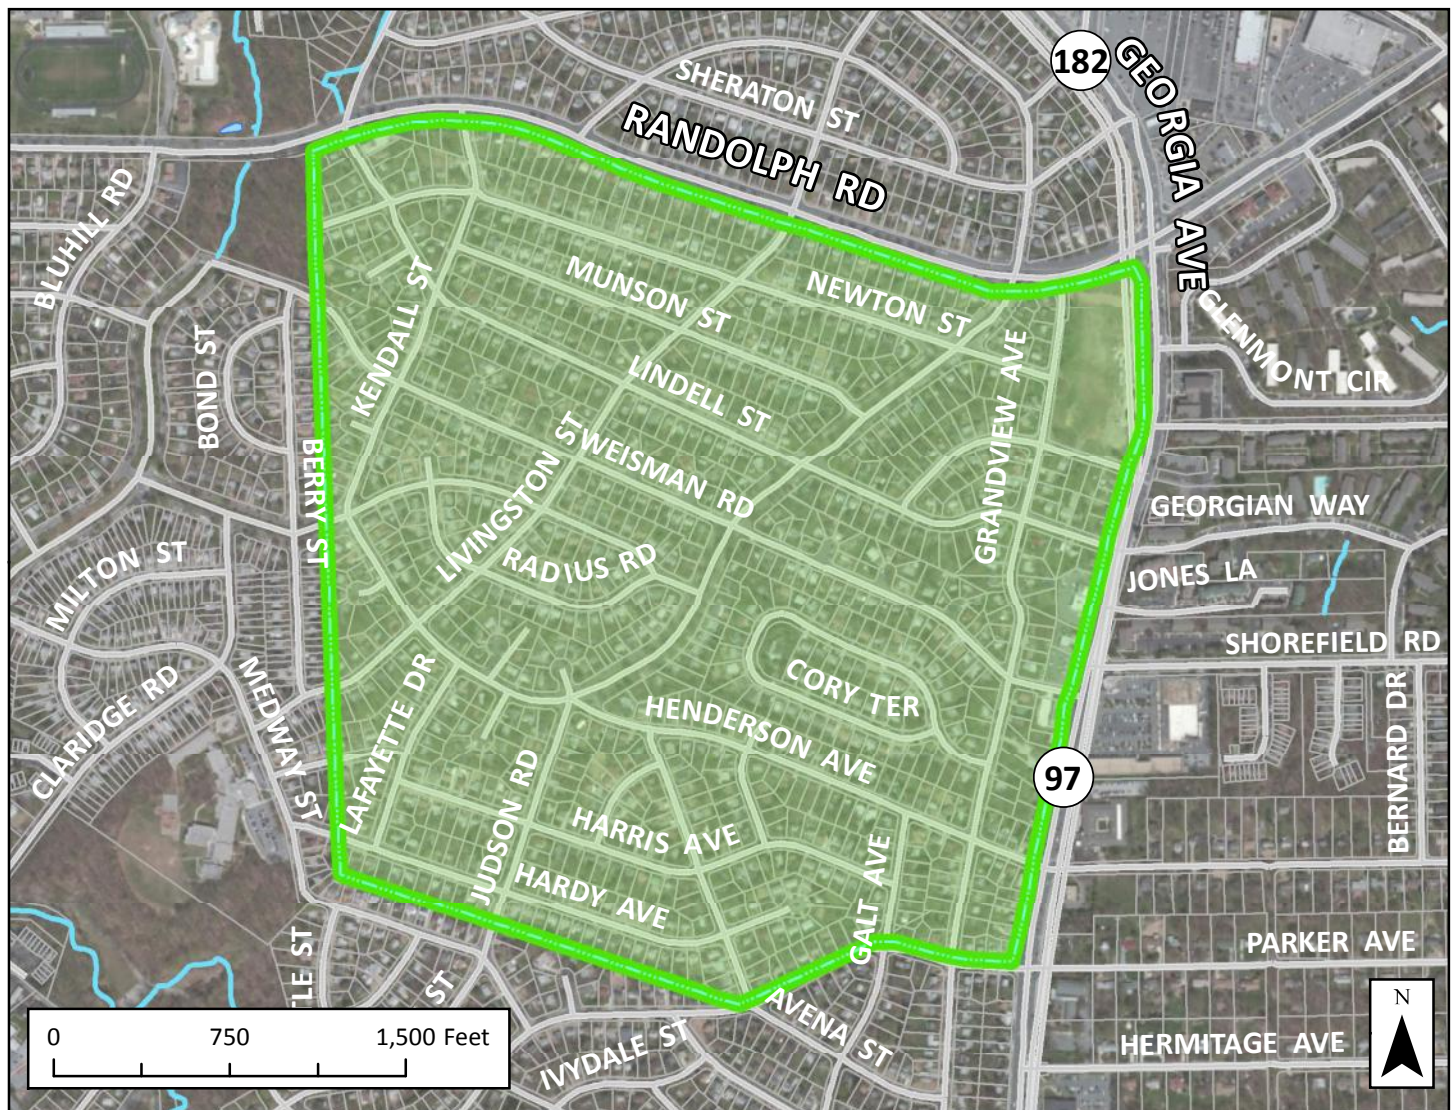 182
GEORGIA AVE
SHERATON ST
RANDOLPH RD
BLUHILL RD
KENDALL ST
MUNSON ST
NEWTON ST
GLENMONT CIR
BOND ST
LINDELL ST
GRANDVIEW AVE
BERRY ST
LIVINGSTON ST
WEISMAN RD
GEORGIAN WAY
MILTON ST
RADIUS RD
JONES LA
SHOREFIELD RD
CLARIDGE RD
MEDWAY ST
LAFAYETTE DR
CORY TER
HENDERSON AVE
BERNARD DR
97
JUDSON RD
HARRIS AVE
GALT AVE
HARDY AVE
PARKER AVE
TLE ST
ST
AVENA ST
IVYDALE ST
HERMITAGE AVE
N
0 750 1,500 Feet